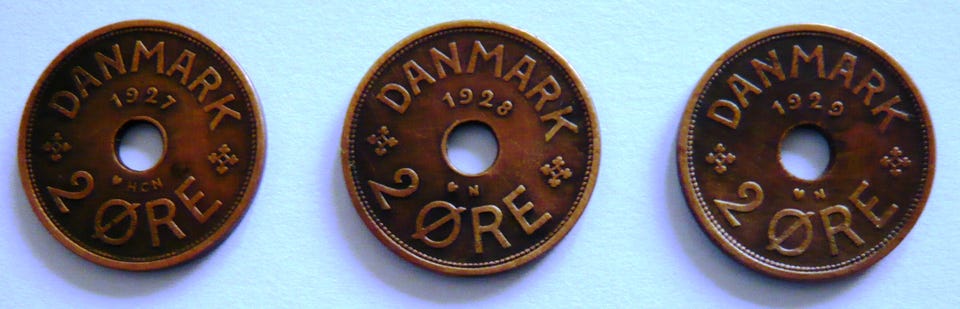 DANMARK
1927
♥ HCN
2 ØRE
DANMARK
1928
♥ N
2 ØRE
DANMARK
1929
♥ N
2 ØRE